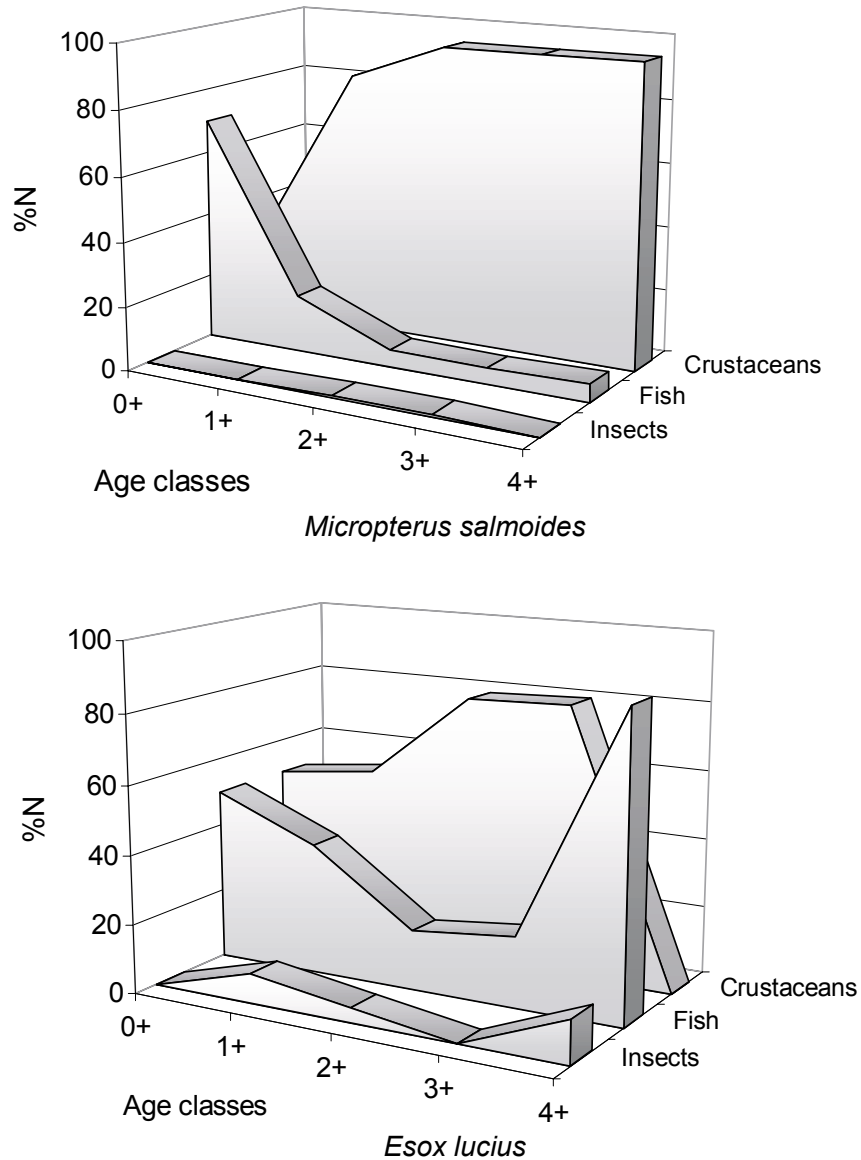 100
80
60
40
20
0
%N
0+
1+
2+
3+
4+
Crustaceans
Fish
Insects
Age classes
Micropterus salmoides
100
80
60
40
20
0
%N
0+
1+
2+
3+
4+
Crustaceans
Fish
Insects
Age classes
Esox lucius